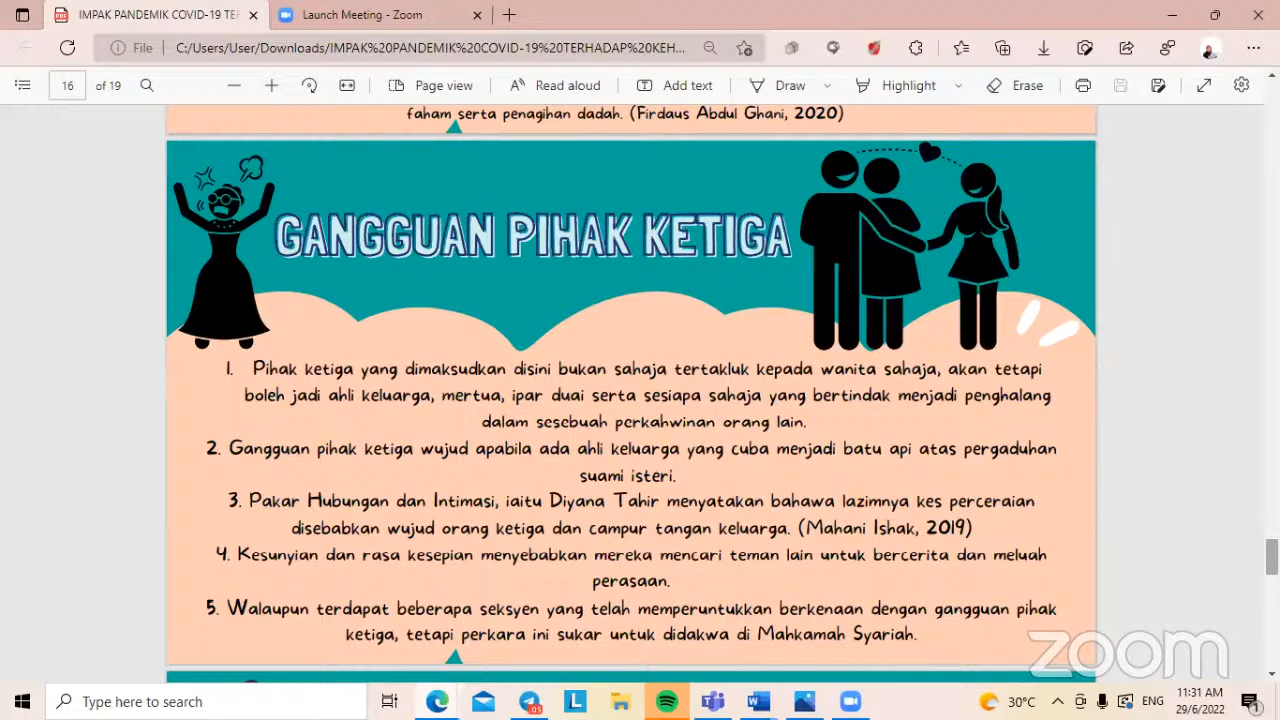 IMPAK PANDEMIK COVID-19 TE
Launch Meeting - Zoom
File
C:/Users/User/Downloads/IMPAK%20PANDEMIK%20COVID-19%20TERHADAP%20KEH...
16 of 19
Page view
Read aloud
Add text
Draw
Highlight
Erase
faham serta penagihan dadah. (Firdaus Abdul Ghani, 2020)
GANGGUAN PIHAK KETIGA
1. Pihak ketiga yang dimaksudkan disini bukan sahaja tertakluk kepada wanita sahaja, akan tetapi
boleh jadi ahli keluarga, mertua, ipar duai serta sesiapa sahaja yang bertindak menjadi penghalang
dalam sesebuah perkahwinan orang lain.
2. Gangguan pihak ketiga wujud apabila ada ahli keluarga yang cuba menjadi batu api atas pergaduhan
suami isteri.
3. Pakar Hubungan dan Intimasi, iaitu Diyana Tahir menyatakan bahawa lazimnya kes perceraian
disebabkan wujud orang ketiga dan campur tangan keluarga. (Mahani Ishak, 2019)
4. Kesunyian dan rasa kesepian menyebabkan mereka mencari teman lain untuk bercerita dan meluah
perasaan.
5. Walaupun terdapat beberapa seksyen yang telah memperuntukkan berkenaan dengan gangguan pihak
ketiga, tetapi perkara ini sukar untuk didakwa di Mahkamah Syariah.
zoom
Type here to search
05
30°C
ENG
11:31 AM
29/6/2022
1